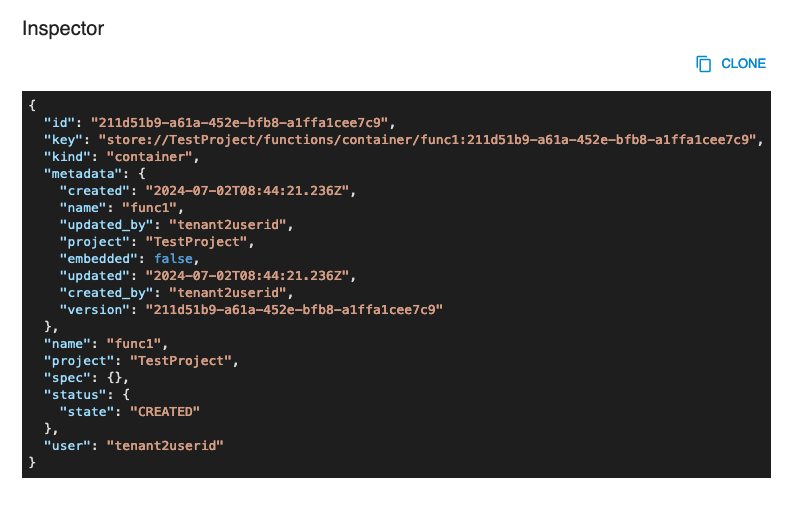 Inspector
CLONE
{
  "id": "211d51b9-a61a-452e-bfb8-a1ffa1cee7c9",
  "key": "store://TestProject/functions/container/func1:211d51b9-a61a-452e-bfb8-a1ffa1cee7c9",
  "kind": "container",
  "metadata": {
    "created": "2024-07-02T08:44:21.236Z",
    "name": "func1",
    "updated_by": "tenant2userid",
    "project": "TestProject",
    "embedded": false,
    "updated": "2024-07-02T08:44:21.236Z",
    "created_by": "tenant2userid",
    "version": "211d51b9-a61a-452e-bfb8-a1ffa1cee7c9"
  },
  "name": "func1",
  "project": "TestProject",
  "spec": {},
  "status": {
    "state": "CREATED"
  },
  "user": "tenant2userid"
}